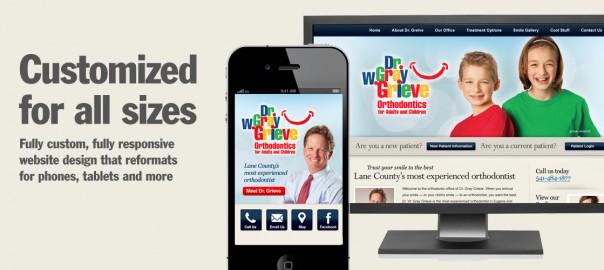 Customized
for all sizes
Fully custom, fully responsive
website design that reformats
for phones, tablets and more
9:41 AM
Dr.
W. Gray
Grieve
Orthodontics
for Adults and Children
Lane County's
most experienced
orthodontist
Meet Dr. Grieve
Call Us
Email Us
Map
Facebook
Home
About Dr. Grieve
Our Office
Treatment Options
Smile Gallery
Cool Stuff
Contact Us
Dr.
W. Gray
Grieve
Orthodontics
for Adults and Children
Are you a new patient?
New Patient Information
Are you a current patient?
Patient Login
Trust your smile to the best
Lane County's most experienced orthodontist
Welcome to the orthodontic office of Dr. Gray Grieve. When you entrust
your smile — or your child's smile — to an orthodontist, you want the best.
Dr. W. Gray Grieve is the most experienced orthodontist in Eugene and
Call us today
541-484-1877
View our